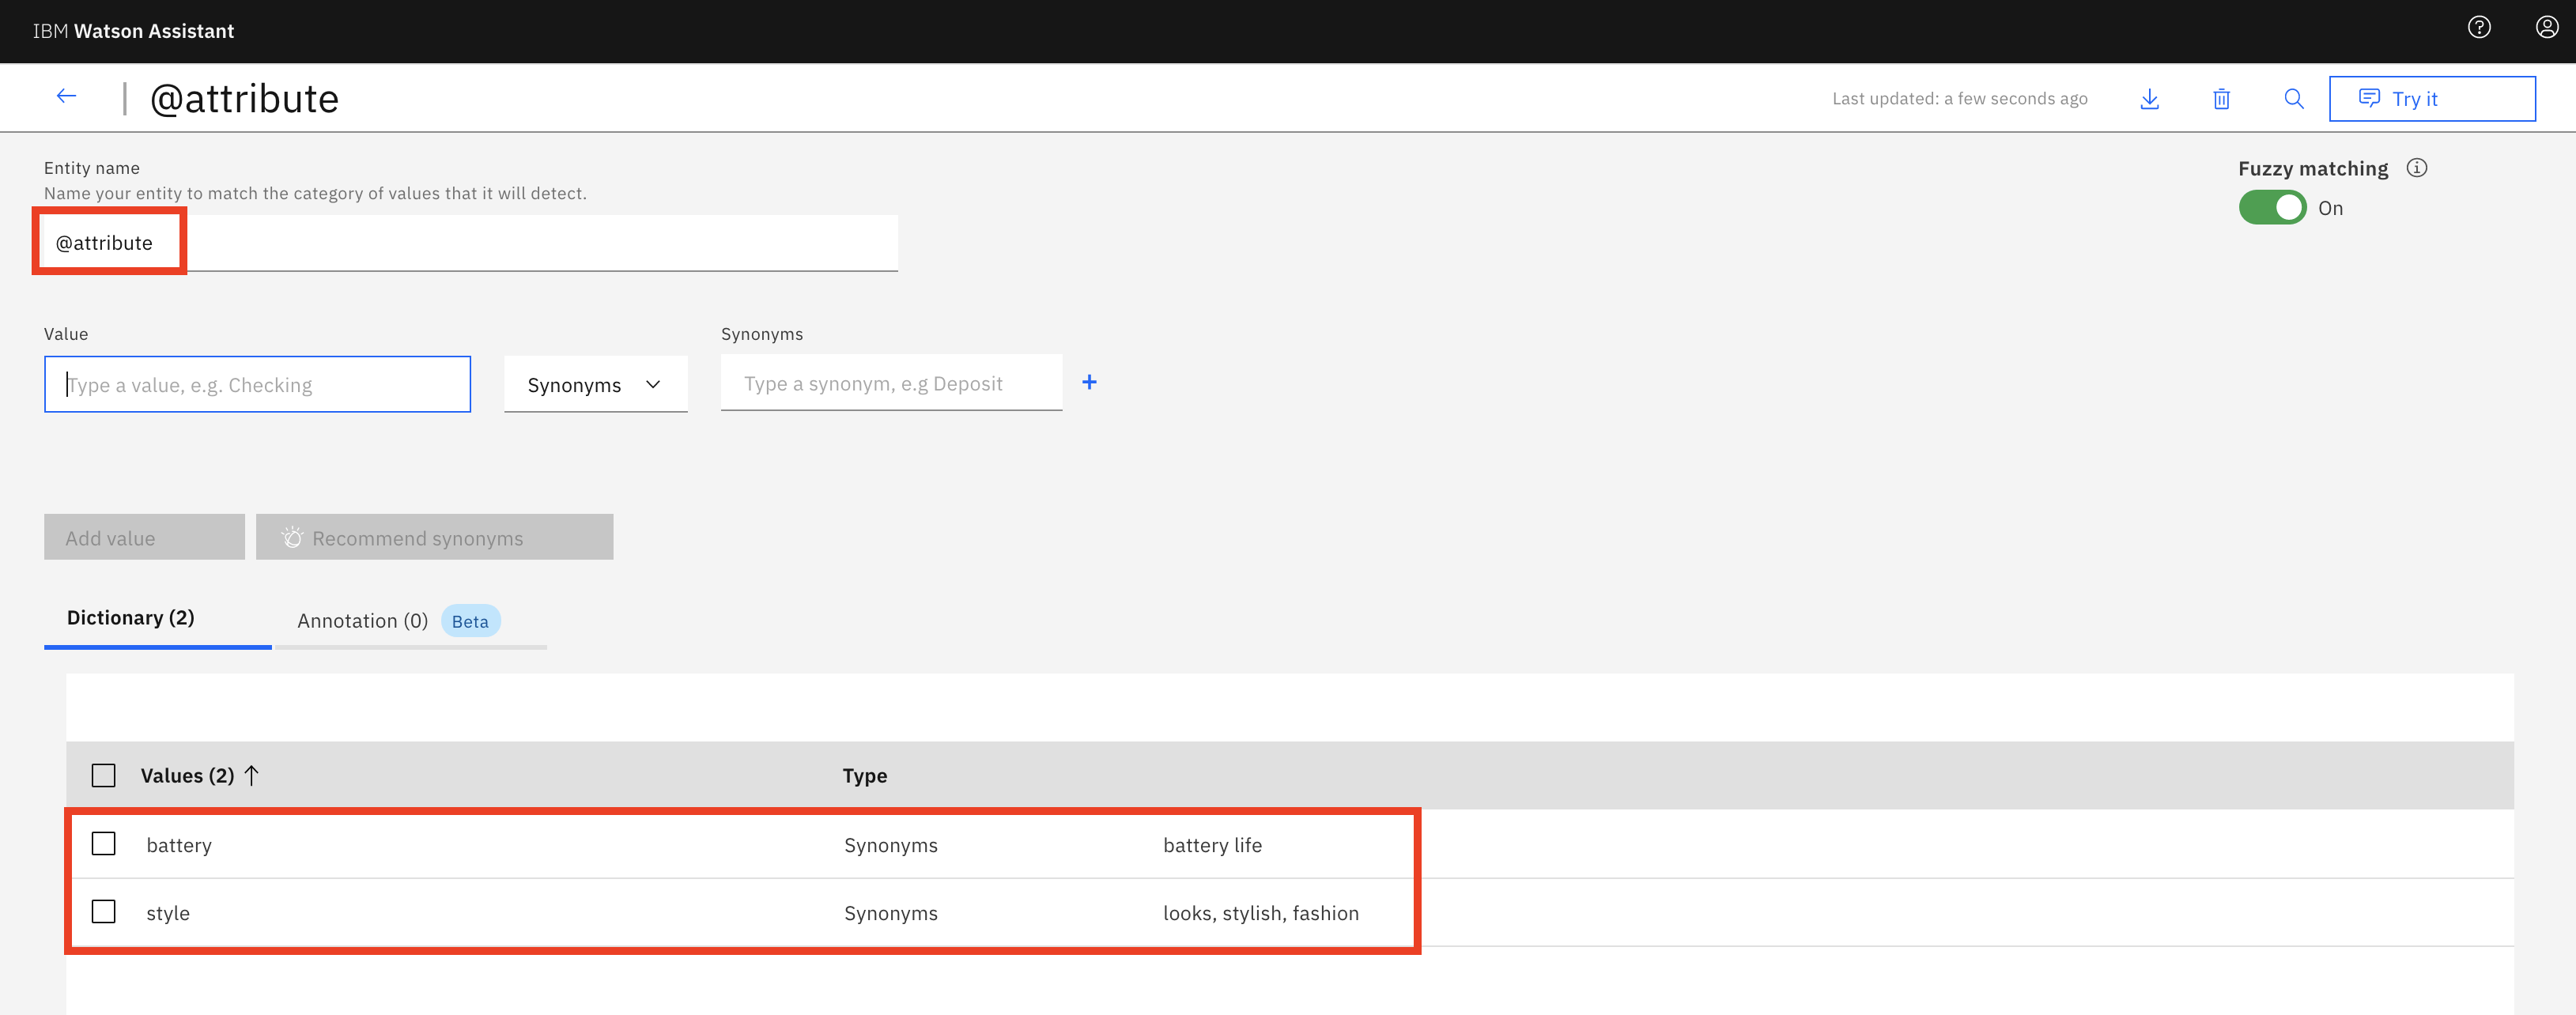 IBM Watson Assistant
@attribute
Last updated: a few seconds ago
Try it
Entity name
Name your entity to match the category of values that it will detect.
@attribute
Fuzzy matching
On
Value
Synonyms
Type a value, e.g. Checking
Synonyms
Type a synonym, e.g Deposit
Add value
Recommend synonyms
Dictionary (2)
Annotation (0)
Beta
Values (2)
Type
battery
Synonyms
battery life
style
Synonyms
looks, stylish, fashion